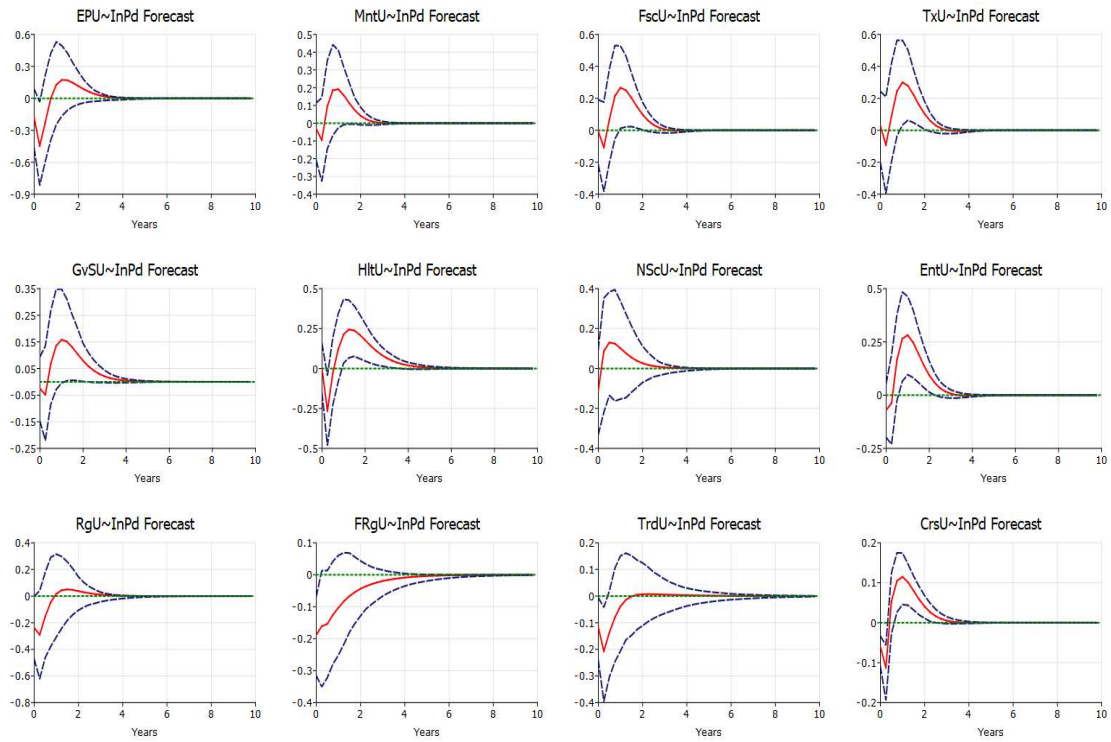 EPU~InPd Forecast
0.6
0.3
0
-0.3
-0.6
-0.9
0 2 4 6 8 10
Years
MntU~InPd Forecast
0.5
0.4
0.3
0.2
0.1
0
-0.1
-0.2
-0.3
-0.4
0 2 4 6 8 10
Years
FscU~InPd Forecast
0.6
0.4
0.2
0
-0.2
-0.4
0 2 4 6 8 10
Years
TxU~InPd Forecast
0.6
0.4
0.2
0
-0.2
-0.4
0 2 4 6 8 10
Years
GvSU~InPd Forecast
0.35
0.25
0.15
0.05
-0.05
-0.15
-0.25
0 2 4 6 8 10
Years
HltU~InPd Forecast
0.5
0.25
0
-0.25
-0.5
0 2 4 6 8 10
Years
NScU~InPd Forecast
0.4
0.2
0
-0.2
-0.4
0 2 4 6 8 10
Years
EntU~InPd Forecast
0.5
0.25
0
-0.25
0 2 4 6 8 10
Years
RgU~InPd Forecast
0.4
0.2
0
-0.2
-0.4
-0.6
-0.8
0 2 4 6 8 10
Years
FRgU~InPd Forecast
0.1
0
-0.1
-0.2
-0.3
-0.4
0 2 4 6 8 10
Years
TrdU~InPd Forecast
0.2
0.1
0
-0.1
-0.2
-0.3
-0.4
0 2 4 6 8 10
Years
CrsU~InPd Forecast
0.2
0.1
0
-0.1
-0.2
0 2 4 6 8 10
Years